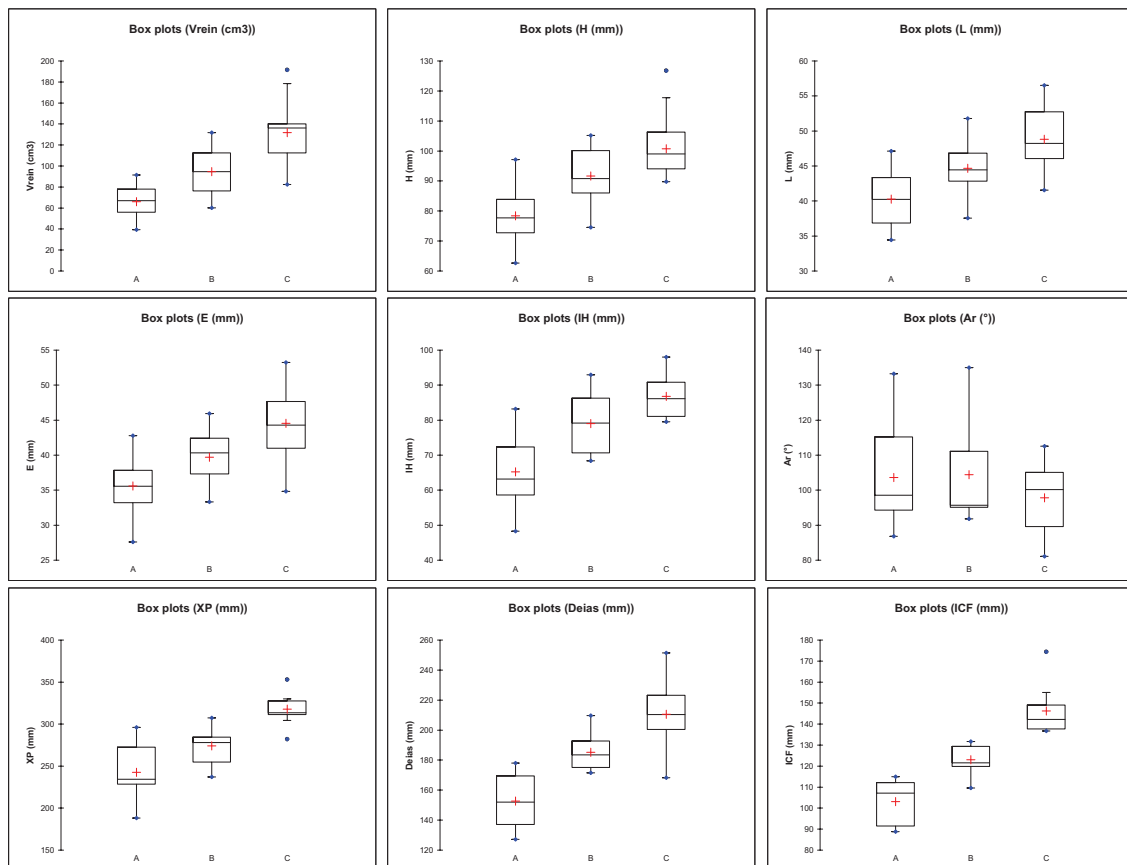 Box plots (Vrein (cm3))
200
180
160
140
120
100
80
60
40
20
0
Vrein (cm3)
A B C
Box plots (H (mm))
130
120
110
100
90
80
70
60
H (mm)
A B C
Box plots (L (mm))
60
55
50
45
40
35
30
L (mm)
A B C
Box plots (E (mm))
55
50
45
40
35
30
25
E (mm)
A B C
Box plots (IH (mm))
100
90
80
70
60
50
40
IH (mm)
A B C
Box plots (Ar (°))
140
130
120
110
100
90
80
Ar (°)
A B C
Box plots (XP (mm))
400
350
300
250
200
150
XP (mm)
A B C
Box plots (Deias (mm))
260
240
220
200
180
160
140
120
Deias (mm)
A B C
Box plots (ICF (mm))
180
170
160
150
140
130
120
110
100
90
80
ICF (mm)
A B C